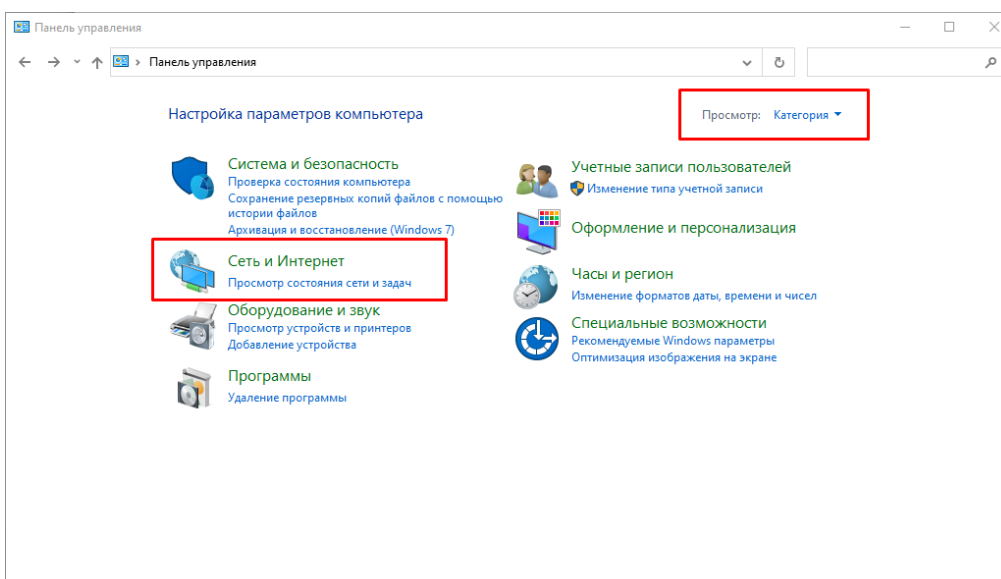 Панель управления
Панель управления
Настройка параметров компьютера
Просмотр: Категория
Система и безопасность
Проверка состояния компьютера
Сохранение резервных копий файлов с помощью
истории файлов
Архивация и восстановление (Windows 7)
Сеть и Интернет
Просмотр состояния сети и задач
Оборудование и звук
Просмотр устройств и принтеров
Добавление устройства
Программы
Удаление программы
Учетные записи пользователей
Изменение типа учетной записи
Оформление и персонализация
Часы и регион
Изменение форматов даты, времени и чисел
Специальные возможности
Рекомендуемые Windows параметры
Оптимизация изображения на экране